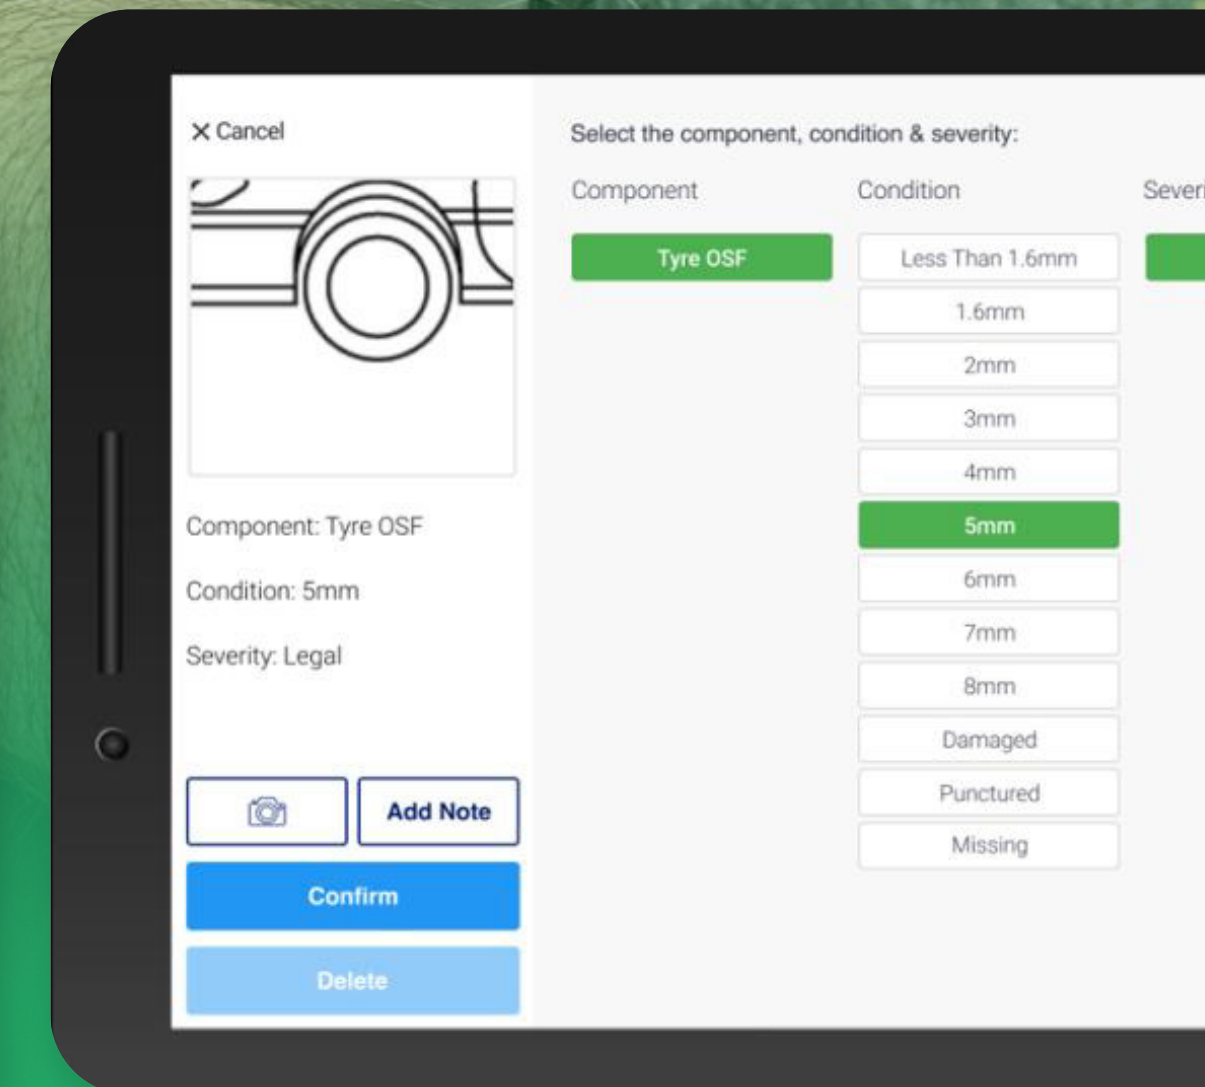 Cancel
Component: Tyre OSF
Condition: 5mm
Severity: Legal
Add Note
Confirm
Delete
Select the component, condition & severity:
Component
Tyre OSF
Condition
Less Than 1.6mm
1.6mm
2mm
3mm
4mm
5mm
6mm
7mm
8mm
Damaged
Punctured
Missing